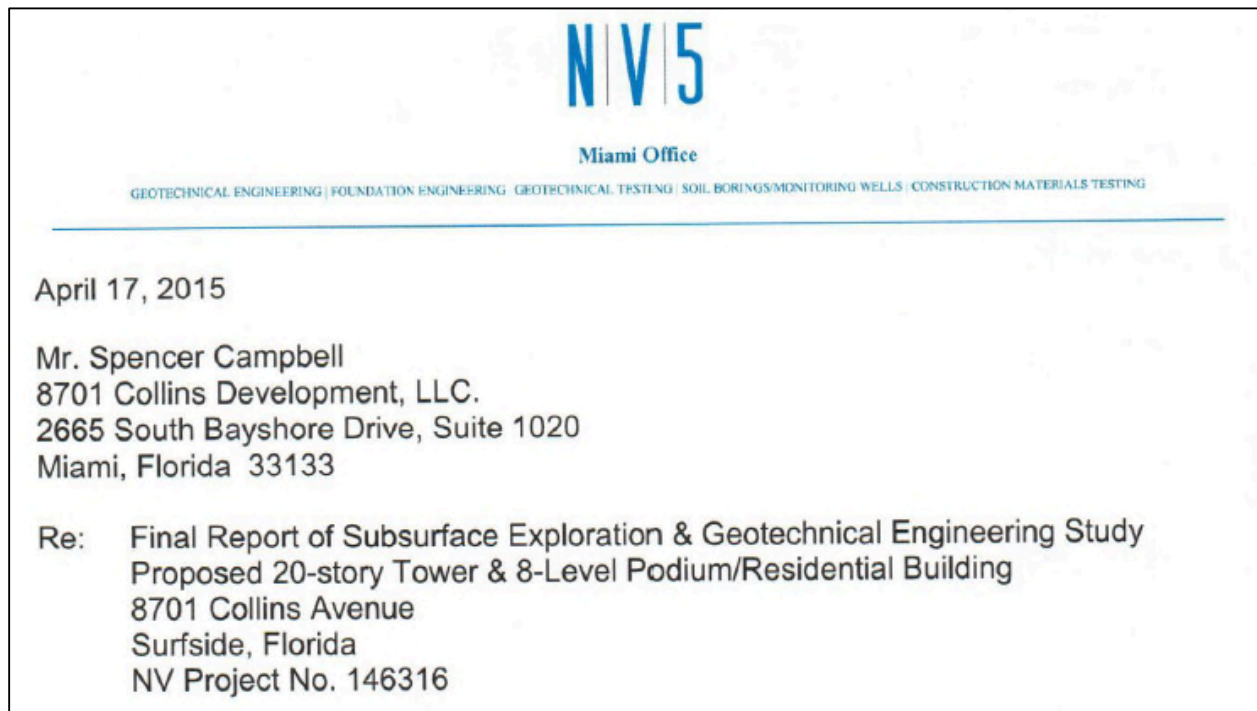 N|V|5
Miami Office
GEOTECHNICAL ENGINEERING | FOUNDATION ENGINEERING GEOTECHNICAL TESTING | SOIL BORINGS/MONITORING WELLS | CONSTRUCTION MATERIALS TESTING
April 17, 2015
Mr. Spencer Campbell
8701 Collins Development, LLC.
2665 South Bayshore Drive, Suite 1020
Miami, Florida 33133
Re: Final Report of Subsurface Exploration & Geotechnical Engineering Study
Proposed 20-story Tower & 8-Level Podium/Residential Building
8701 Collins Avenue
Surfside, Florida
NV Project No. 146316